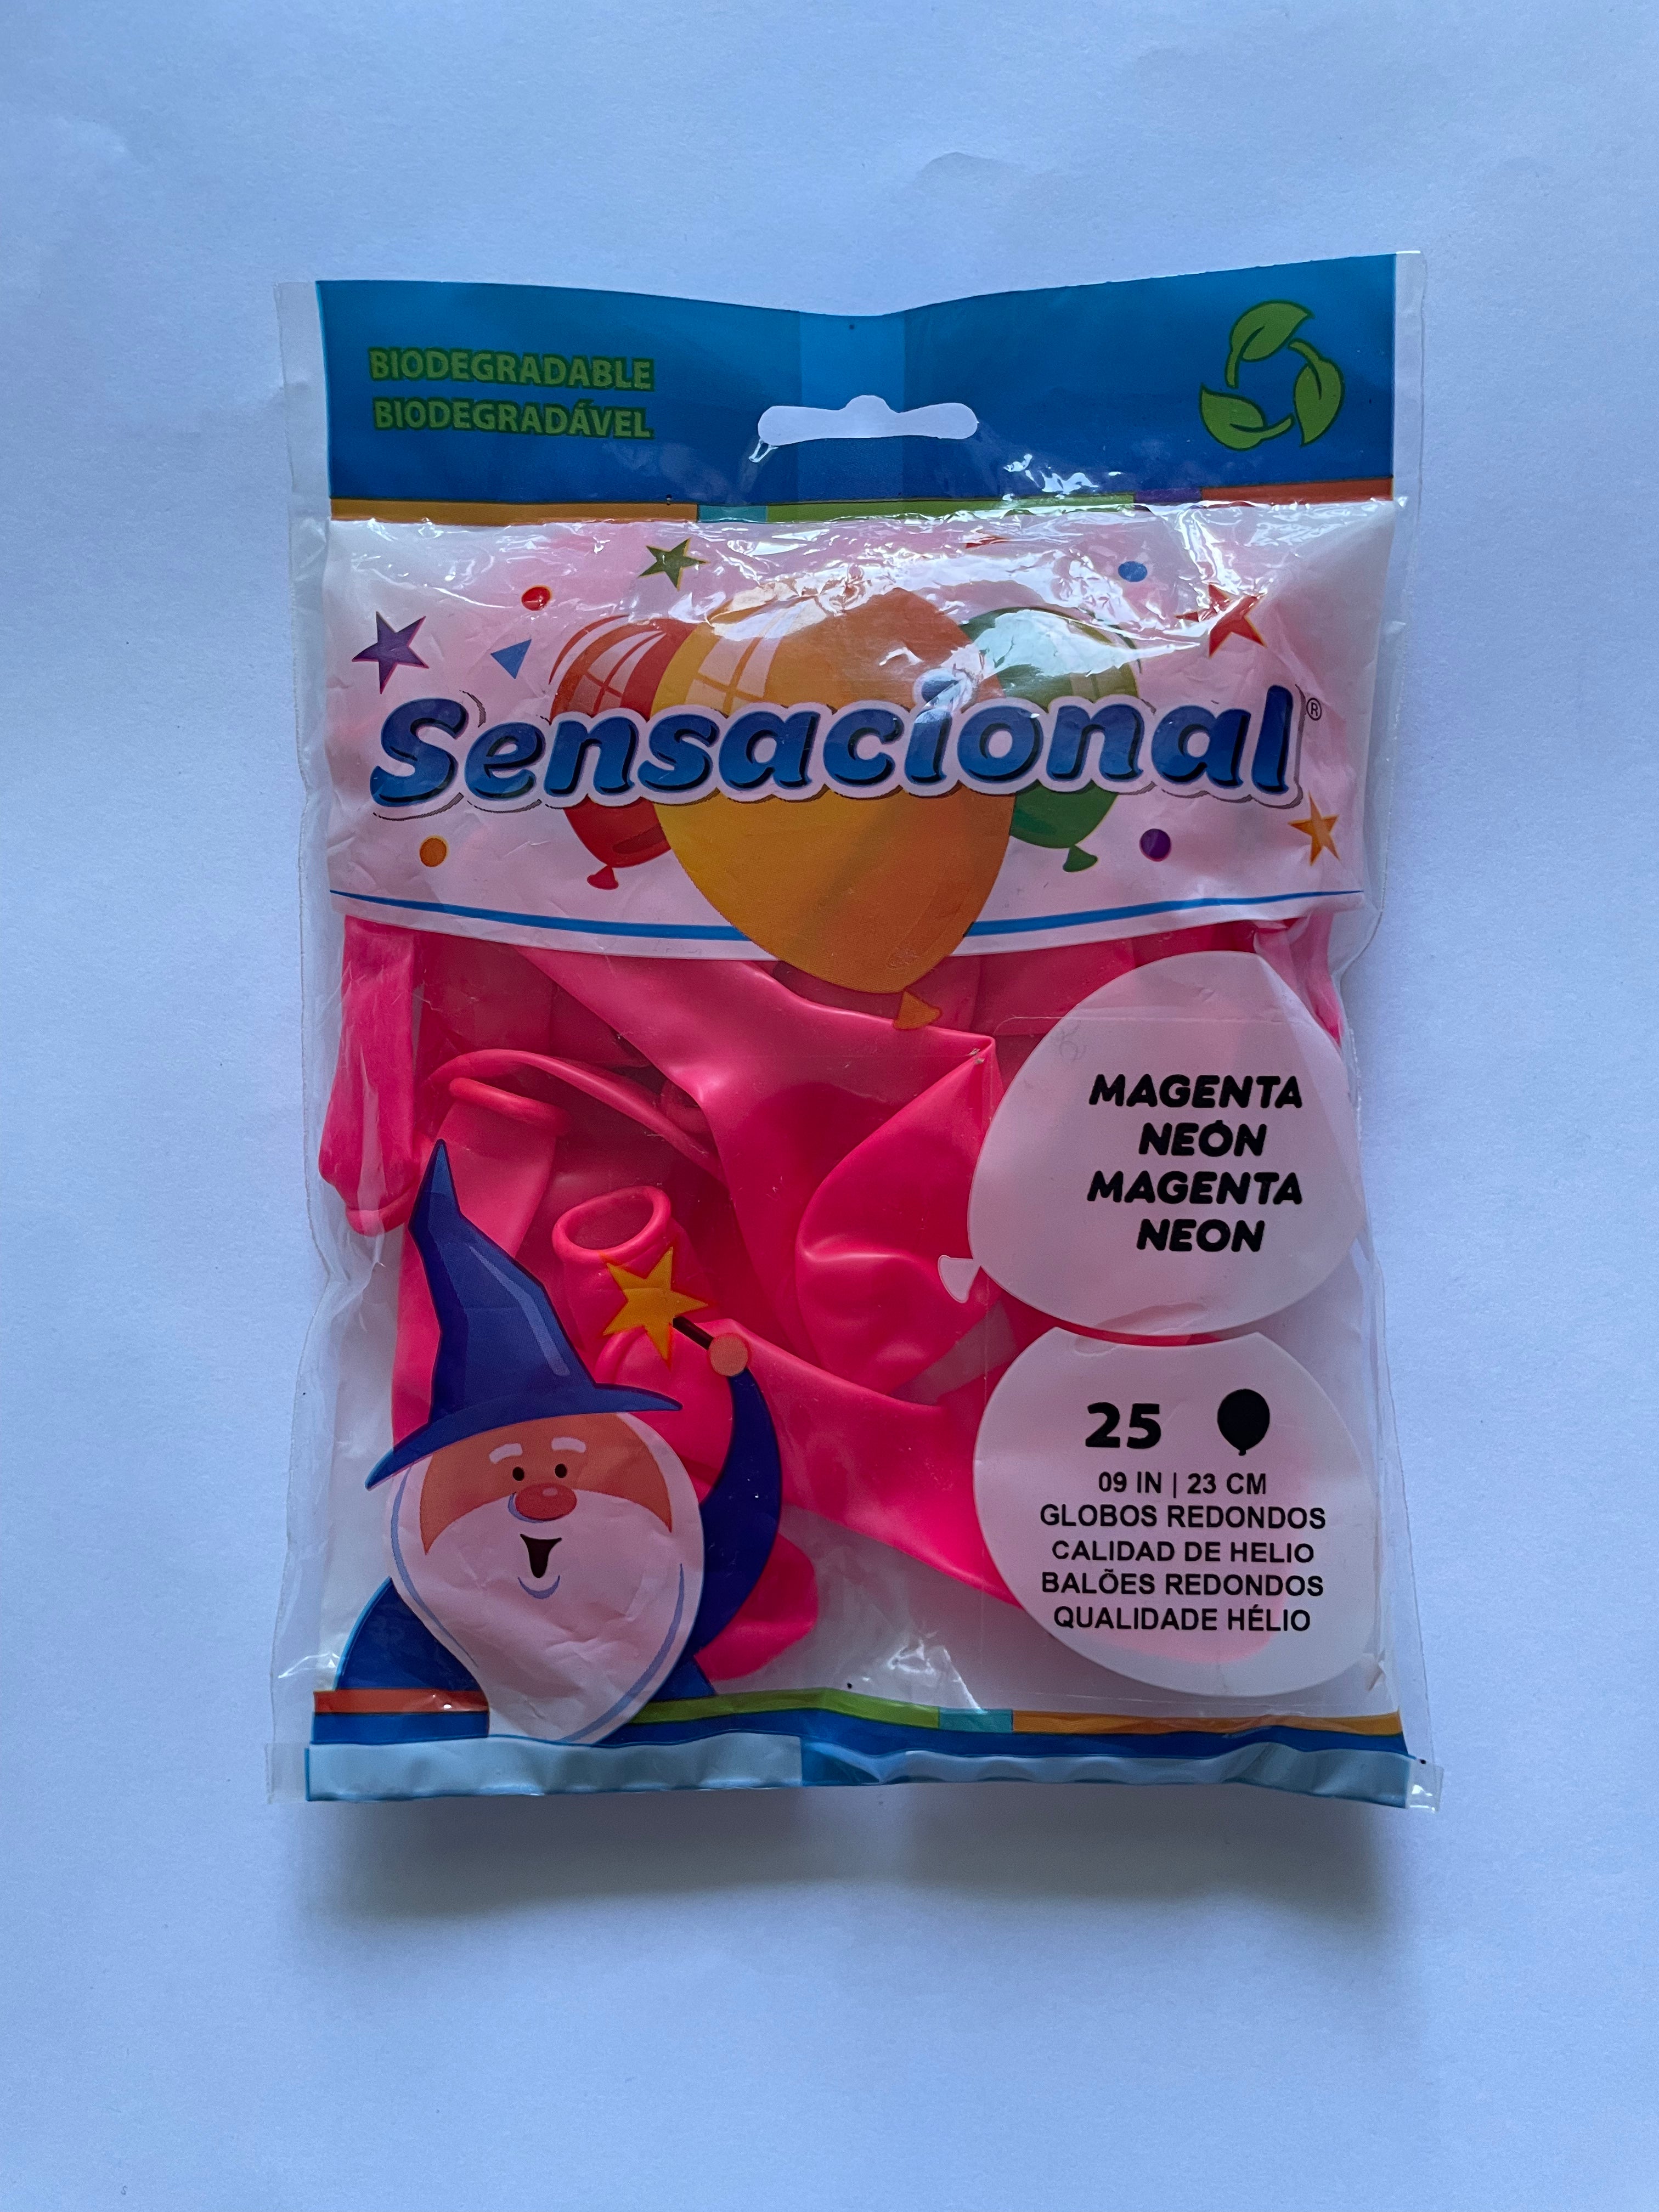 BIODEGRADABLE
BIODEGRADÁVEL
Sensacional®
MAGENTA
NEÓN
MAGENTA
NEON
25
09 IN | 23 CM
GLOBOS REDONDOS
CALIDAD DE HELIO
BALÕES REDONDOS
QUALIDADE HÉLIO